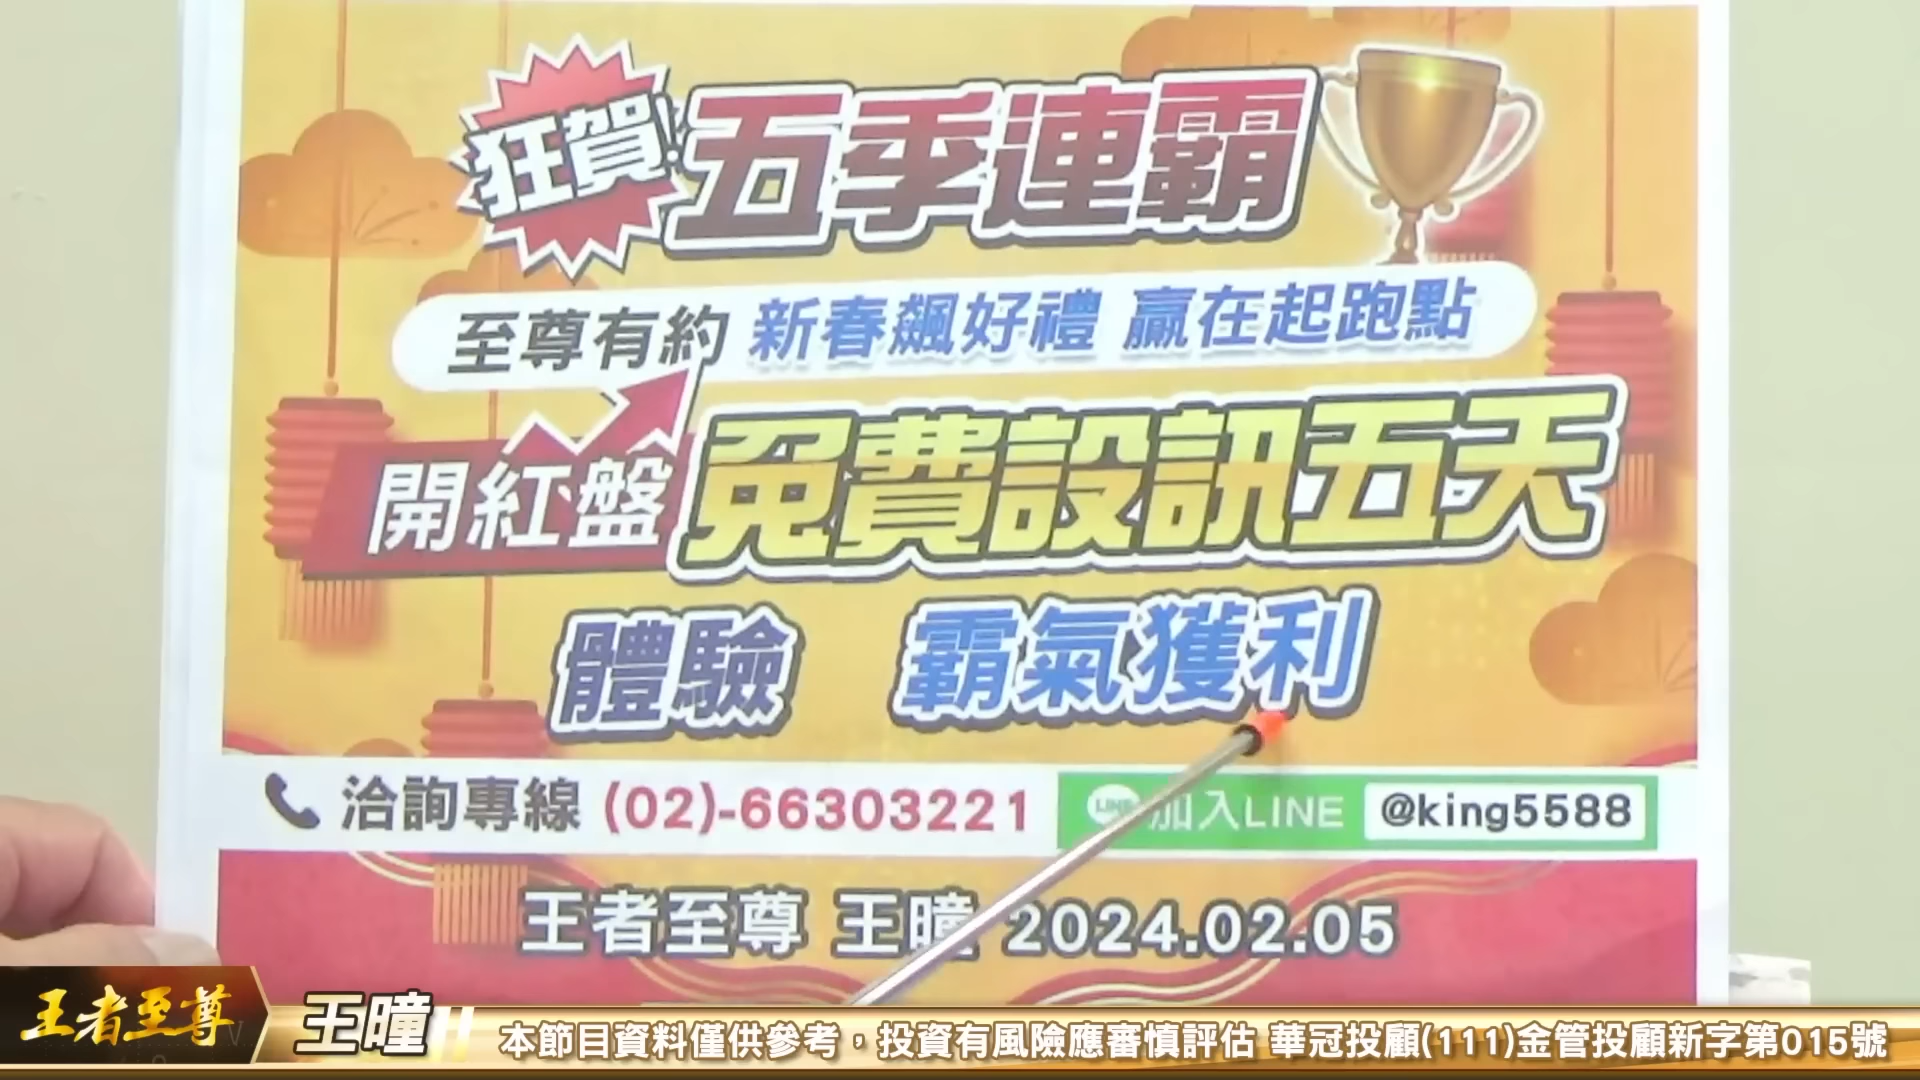 狂賀! 五季連霸
至尊有約 新春飆好禮 贏在起跑點
開紅盤 免費設訊五天
體驗 霸氣獲利
洽詢專線 (02)-66303221 LINE 加入LINE @king5588
王者至尊 王曈 2024.02.05
王者至尊 王曈 本節目資料僅供參考，投資有風險應審慎評估 華冠投顧(111)金管投顧新字第015號